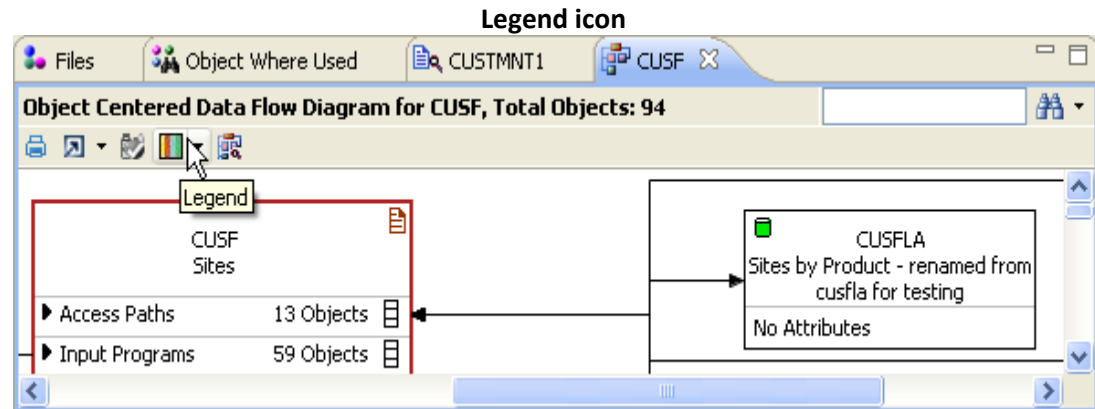 Legend icon
Files
Object Where Used
CUSTMNT1
CUSF
Object Centered Data Flow Diagram for CUSF, Total Objects: 94
Legend
CUSF
Sites
Access Paths 13 Objects
Input Programs 59 Objects
CUSFLA
Sites by Product - renamed from
cusfla for testing
No Attributes